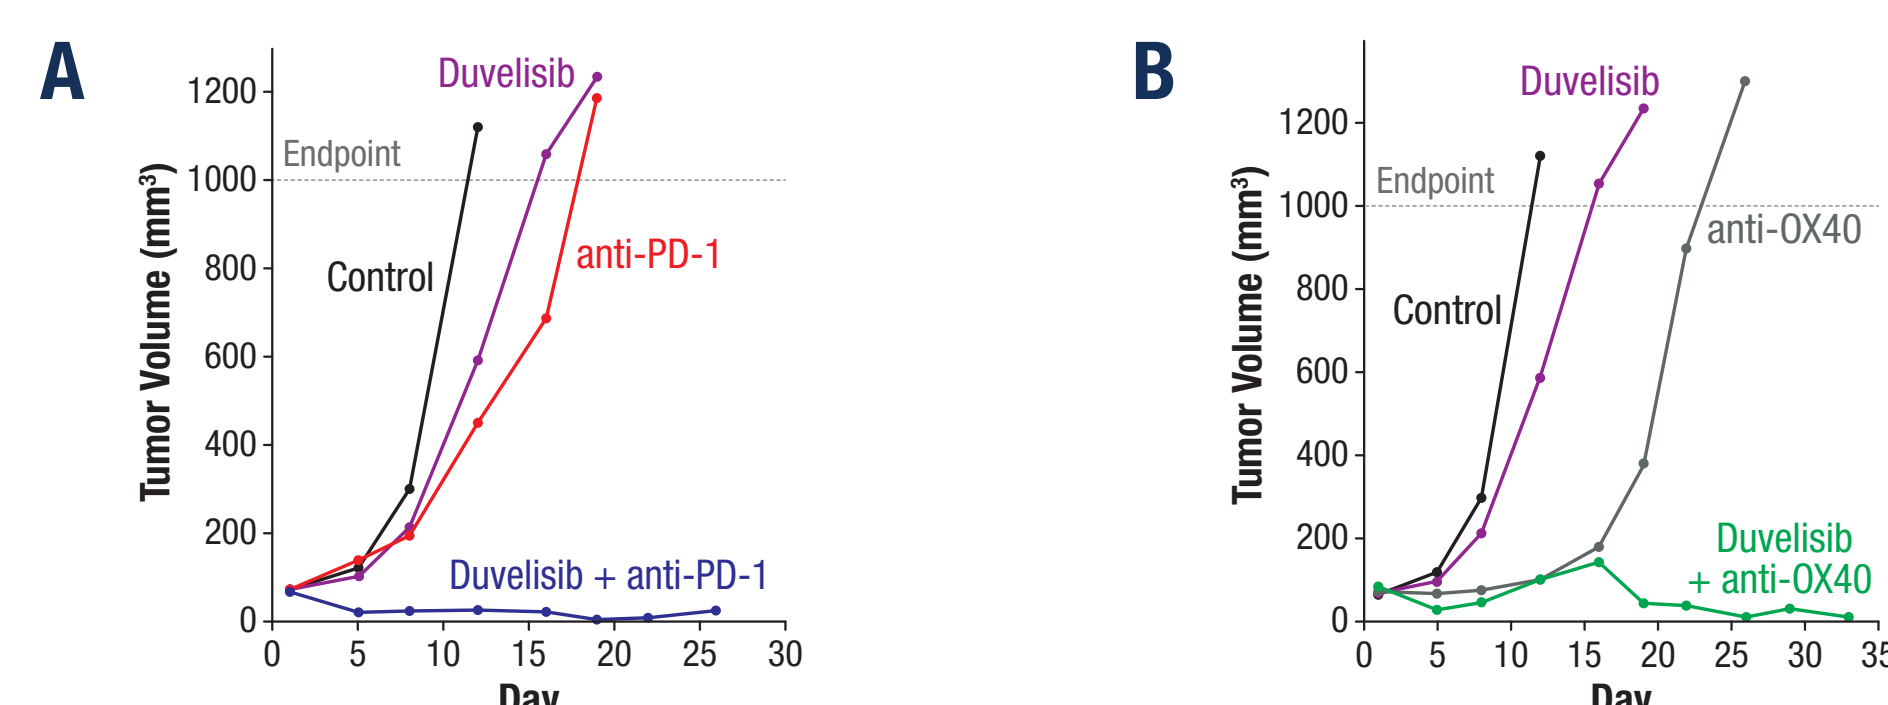 A
Duvelisib
1200
Endpoint
1000
anti-PD-1
Control
800
600
400
200
Duvelisib + anti-PD-1
0
0 5 10 15 20 25 30
Tumor Volume (mm³)
Day
B
Duvelisib
1200
Endpoint
1000
anti-OX40
Control
800
600
400
200
Duvelisib
+ anti-OX40
0
0 5 10 15 20 25 30 35
Tumor Volume (mm³)
Day